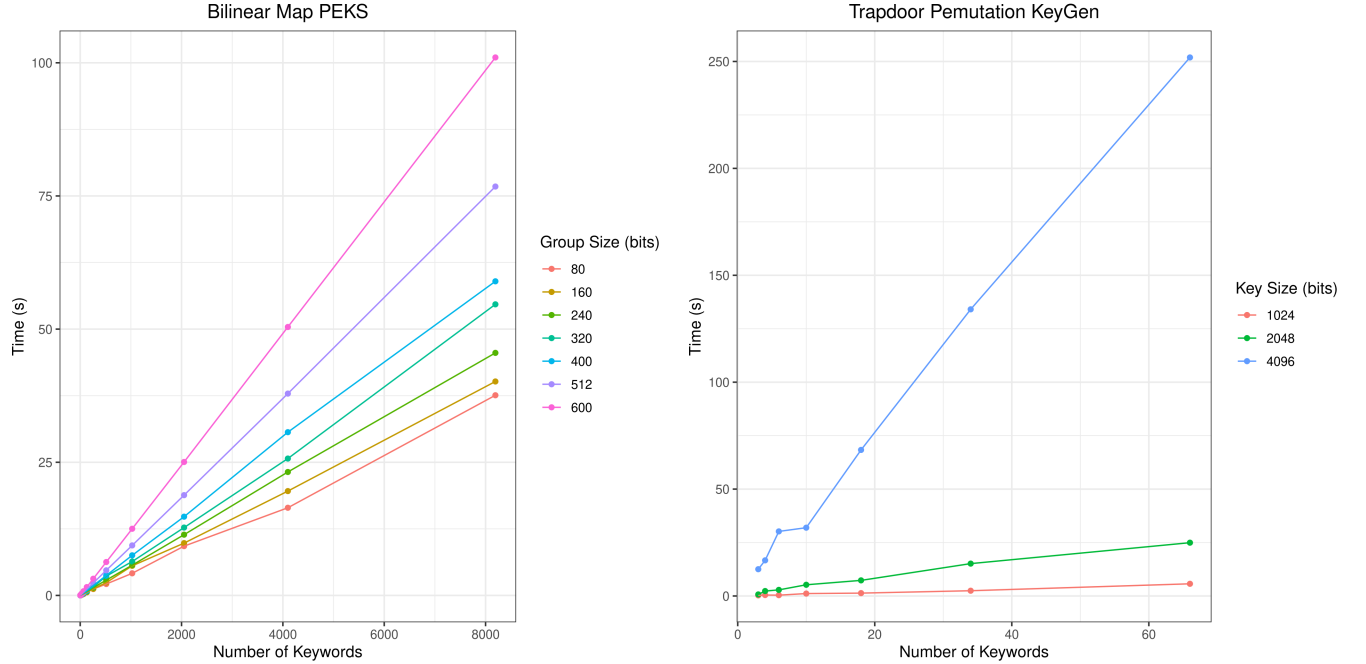 Bilinear Map PEKS
100
75
50
25
0
Time (s)
0 2000 4000 6000 8000
Number of Keywords
Group Size (bits)
80
160
240
320
400
512
600
Trapdoor Pemutation KeyGen
250
200
150
100
50
0
Time (s)
0 20 40 60
Number of Keywords
Key Size (bits)
1024
2048
4096